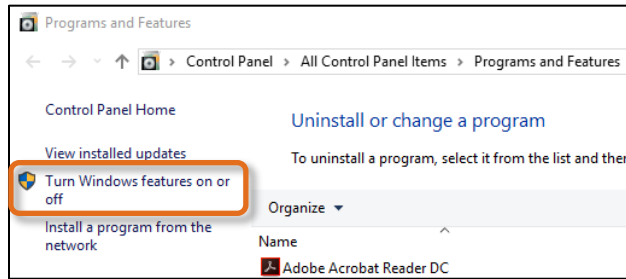 Programs and Features
Control Panel > All Control Panel Items > Programs and Features
Control Panel Home
View installed updates
Turn Windows features on or
off
Install a program from the
network
Uninstall or change a program
To uninstall a program, select it from the list and then
Organize
Name
Adobe Acrobat Reader DC